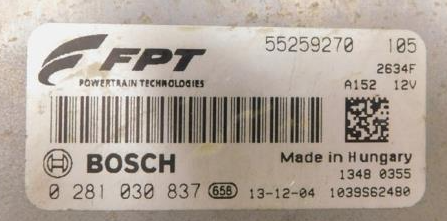 FPT 55259270 105
POWERTRAIN TECHNOLOGIES 2634F
A152 12V
BOSCH Made in Hungary
1348 0355
0 281 030 837 65B 13-12-04 1039S62480